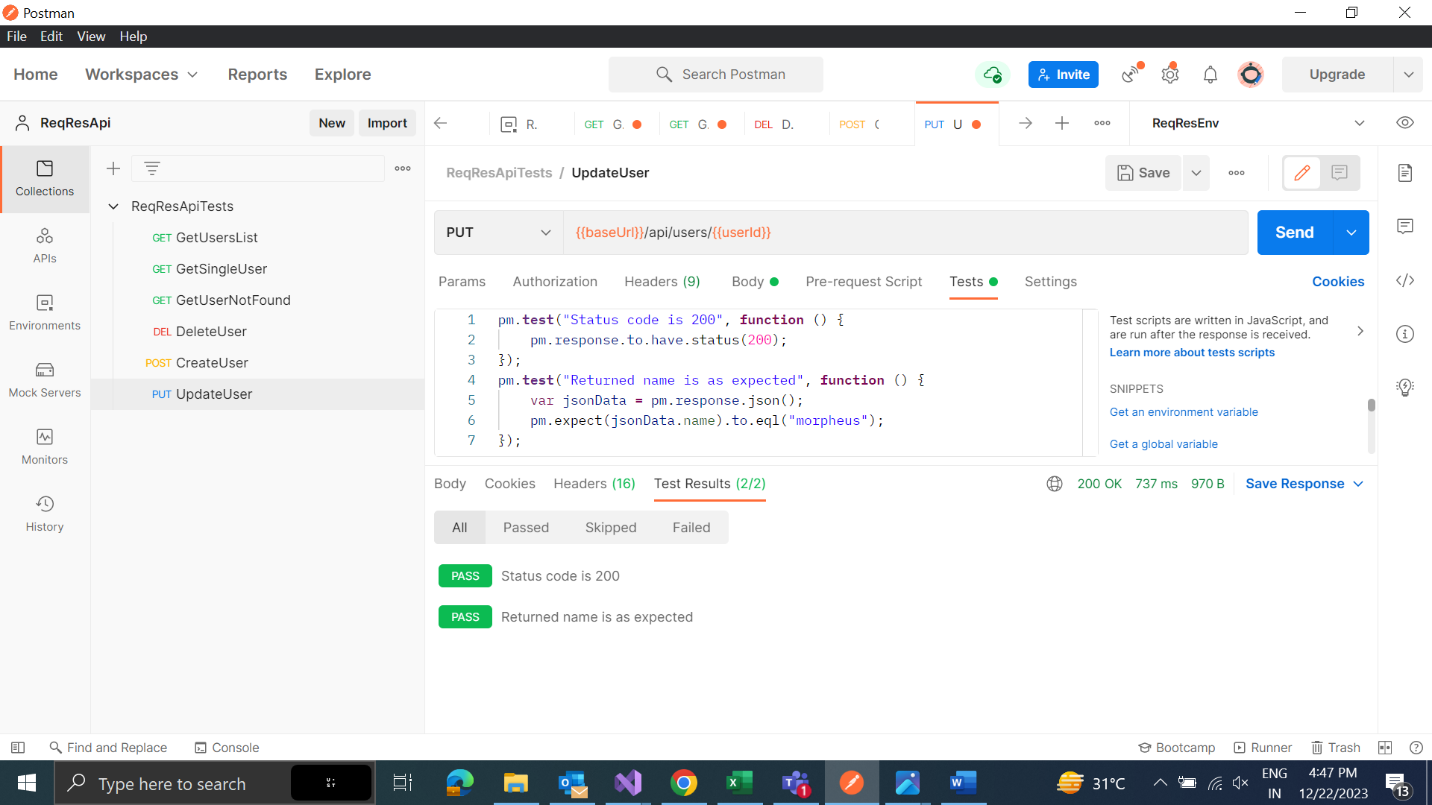 Postman
File Edit View Help
Home Workspaces Reports Explore Search Postman Invite Upgrade
ReqResApi New Import R. GET G. GET G. DEL D. POST PUT U ReqResEnv
Collections
APIs
Environments
Mock Servers
Monitors
History
ReqResApiTests
GET GetUsersList
GET GetSingleUser
GET GetUserNotFound
DEL DeleteUser
POST CreateUser
PUT UpdateUser
ReqResApiTests / UpdateUser Save
PUT {{baseUrl}}/api/users/{{userId}} Send
Params Authorization Headers (9) Body Pre-request Script Tests Settings Cookies
1 pm.test("Status code is 200", function () {
2 pm.response.to.have.status(200);
3 });
4 pm.test("Returned name is as expected", function () {
5 var jsonData = pm.response.json();
6 pm.expect(jsonData.name).to.eql("morpheus");
7 });
Test scripts are written in JavaScript, and
are run after the response is received.
Learn more about tests scripts
SNIPPETS
Get an environment variable
Get a global variable
Body Cookies Headers (16) Test Results (2/2) 200 OK 737 ms 970 B Save Response
All Passed Skipped Failed
PASS Status code is 200
PASS Returned name is as expected
Find and Replace Console Bootcamp Runner Trash
Type here to search
1
31°C
ENG
IN
4:47 PM
12/22/2023
13